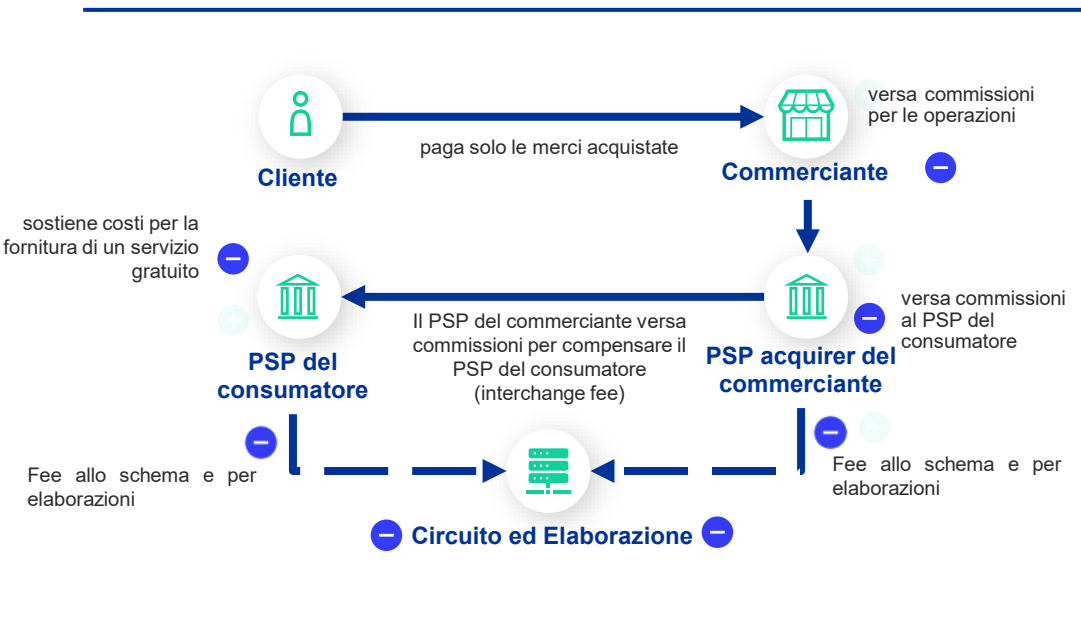 versa commissioni
per le operazioni
paga solo le merci acquistate
Cliente
Commerciante
sostiene costi per la
fornitura di un servizio
gratuito
versa commissioni
al PSP del
consumatore
Il PSP del commerciante versa
commissioni per compensare il
PSP del consumatore
(interchange fee)
PSP del
consumatore
PSP acquirer del
commerciante
Fee allo schema e per
elaborazioni
Fee allo schema e per
elaborazioni
Circuito ed Elaborazione